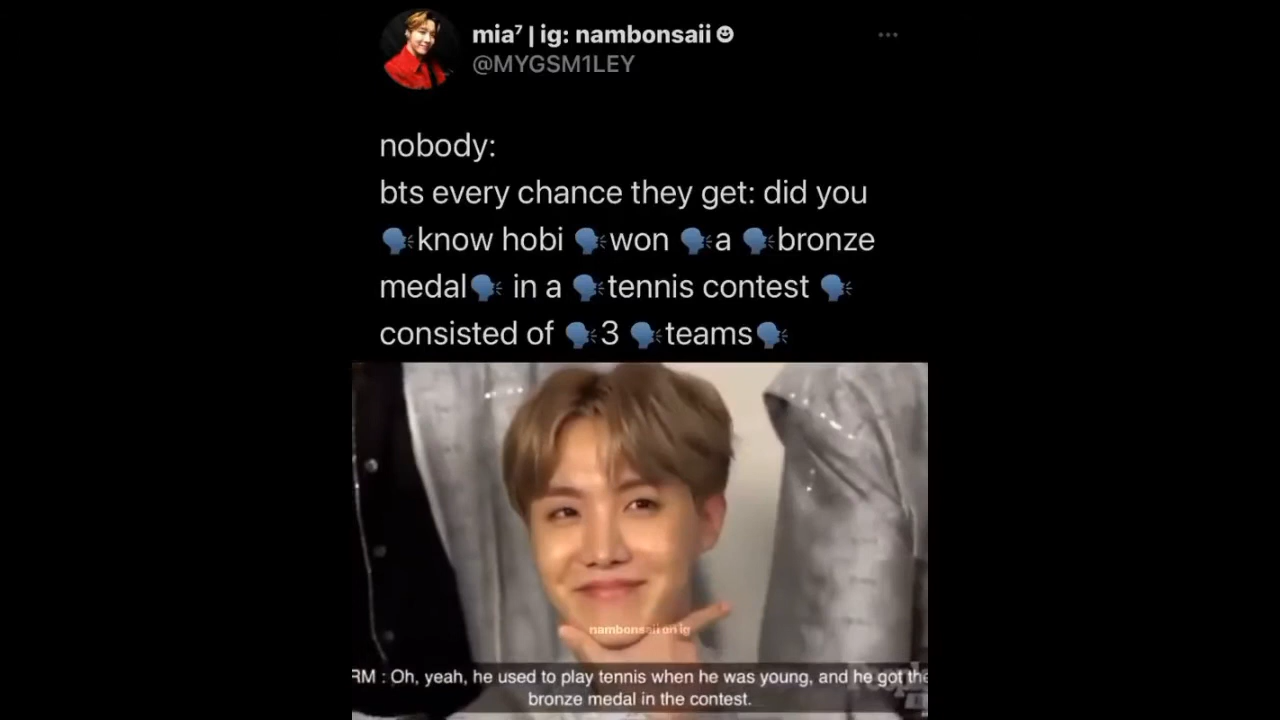 mia⁷ | ig: nambonsaii☻
@MYGSM1LEY
nobody:
bts every chance they get: did you
🗣️know hobi 🗣️won 🗣️a 🗣️bronze
medal🗣️ in a 🗣️tennis contest 🗣️
consisted of 🗣️3 🗣️teams🗣️
nambonsaii on ig
RM : Oh, yeah, he used to play tennis when he was young, and he got the
bronze medal in the contest.
People